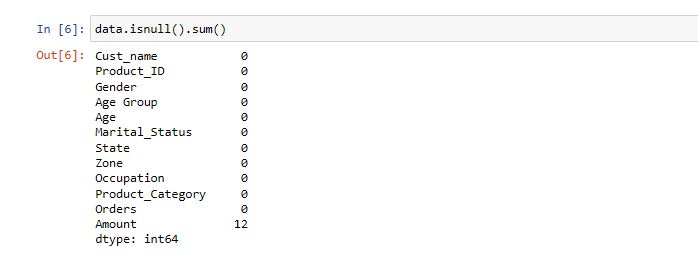 In [6]: data.isnull().sum()
Out[6]: Cust_name 0
Product_ID 0
Gender 0
Age Group 0
Age 0
Marital_Status 0
State 0
Zone 0
Occupation 0
Product_Category 0
Orders 0
Amount 12
dtype: int64